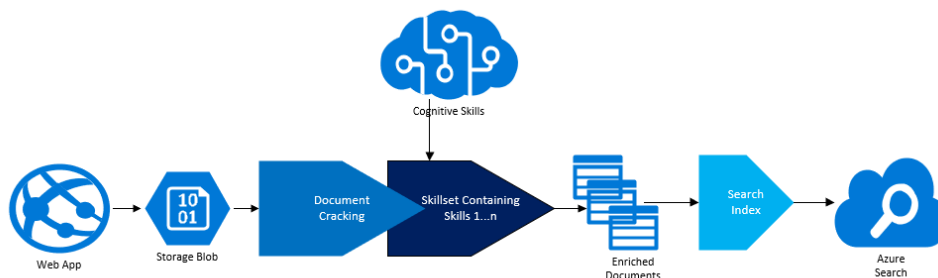 Cognitive Skills
Document
Cracking
Skillset Containing
Skills 1...n
Search
Index
10
01
Web App
Storage Blob
Enriched
Documents
Azure
Search